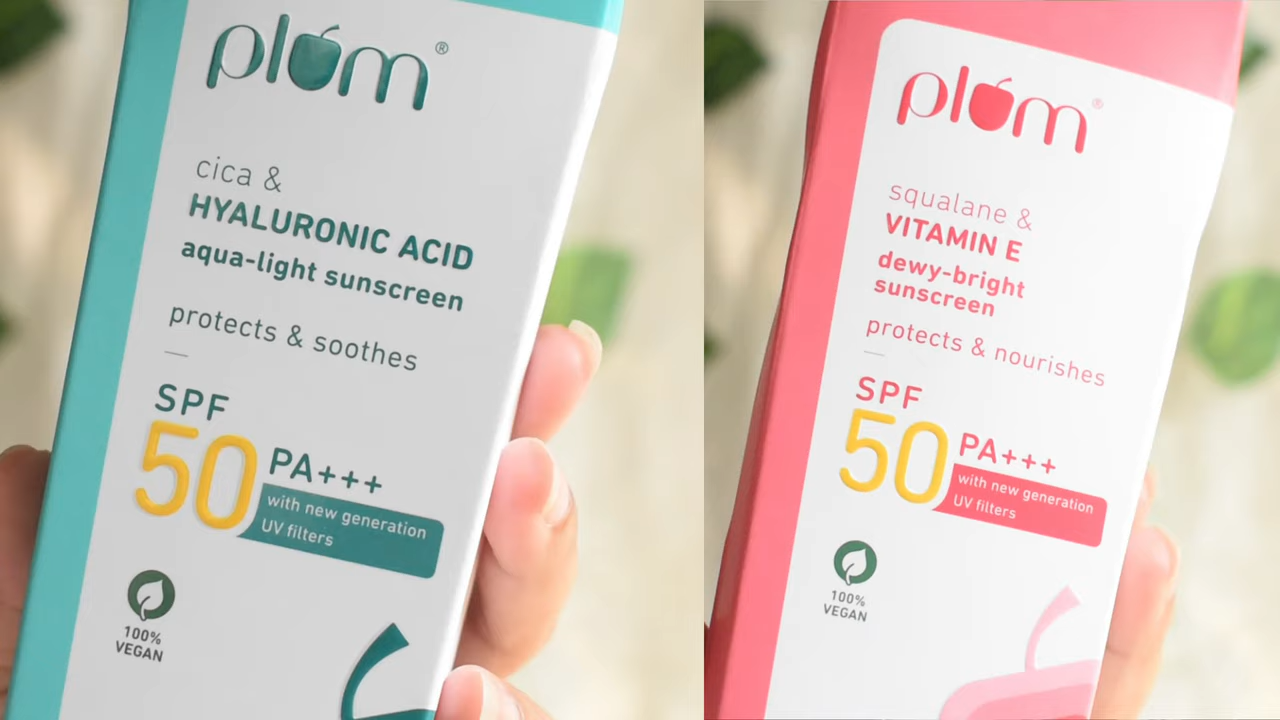 plum®
cica &
HYALURONIC ACID
aqua-light sunscreen
protects & soothes
SPF
50 PA+++
with new generation
UV filters
100%
VEGAN
plum®
squalane &
VITAMIN E
dewy-bright
sunscreen
protects & nourishes
SPF
50 PA+++
with new generation
UV filters
100%
VEGAN